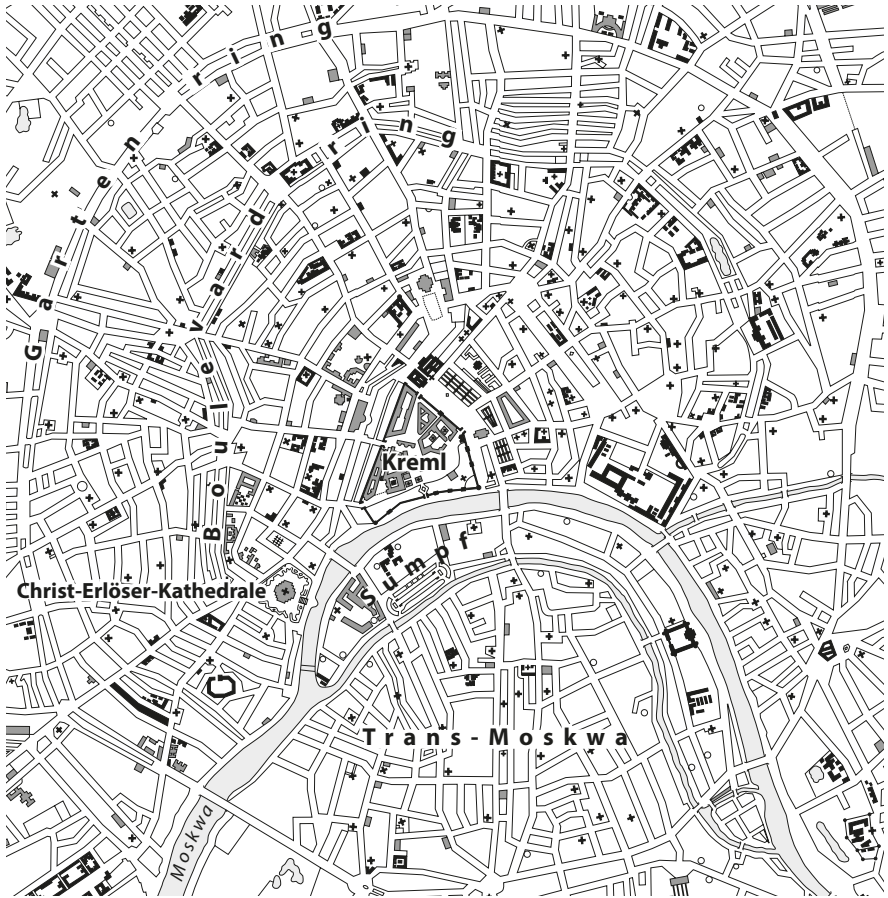 Gartenring
Boulevardring
Kreml
Sumpf
Christ-Erlöser-Kathedrale
Trans-Moskwa
Moskwa